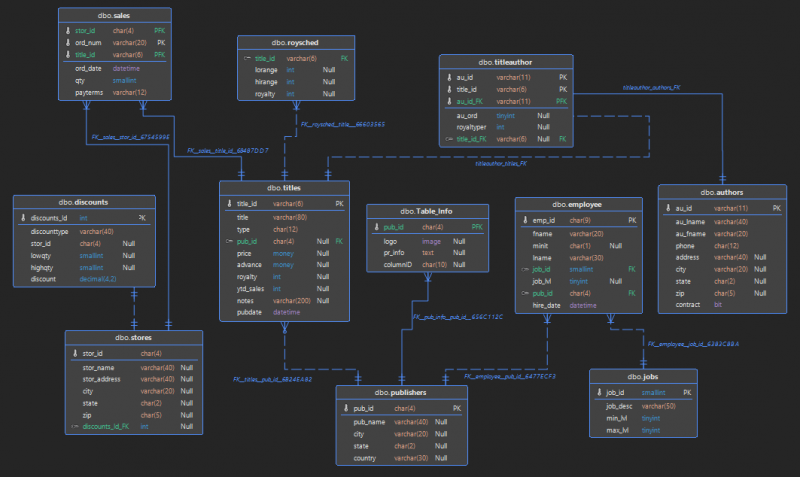 dbo.sales
stor_id char(4) PFK
ord_num varchar(20) PK
title_id varchar(6) PFK
ord_date datetime
qty smallint
payterms varchar(12)
dbo.roysched
title_id varchar(6) FK
lorange int Null
hirange int Null
royalty int Null
dbo.titleauthor
au_id varchar(11) PK
title_id varchar(6) PK
au_id_FK varchar(11) PFK
au_ord tinyint Null
royaltyper int Null
title_id_FK varchar(6) Null FK
titleauthor_authors_FK
FK__roysched__title__66603565
FK__sales__stor_id__6754599E
FK__sales__title_id__68487DD7
titleauthor_titles_FK
dbo.discounts
discounts_Id int PK
discounttype varchar(40)
stor_id char(4) Null
lowqty smallint Null
highqty smallint Null
discount decimal(4,2)
dbo.titles
title_id varchar(6) PK
title varchar(80)
type char(12)
pub_id char(4) Null FK
price money Null
advance money Null
royalty int Null
ytd_sales int Null
notes varchar(200) Null
pubdate datetime
dbo.Table_Info
pub_id char(4) PFK
logo image Null
pr_info text Null
columnID char(10) Null
dbo.employee
emp_id char(9) PK
fname varchar(20)
minit char(1) Null
lname varchar(30)
job_id smallint FK
job_lvl tinyint Null
pub_id char(4) FK
hire_date datetime
dbo.authors
au_id varchar(11) PK
au_lname varchar(40)
au_fname varchar(20)
phone char(12)
address varchar(40) Null
city varchar(20) Null
state char(2) Null
zip char(5) Null
contract bit
FK__pub_info__pub_id__656C112C
FK__employee__job_id__6383C8BA
FK__employee__pub_id__6477ECF3
FK__titles__pub_id__6B24EA82
dbo.stores
stor_id char(4)
stor_name varchar(40) Null
stor_address varchar(40) Null
city varchar(20) Null
state char(2) Null
zip char(5) Null
discounts_Id_FK int Null
dbo.publishers
pub_id char(4) PK
pub_name varchar(40) Null
city varchar(20) Null
state char(2) Null
country varchar(30) Null
dbo.jobs
job_id smallint PK
job_desc varchar(50)
min_lvl tinyint
max_lvl tinyint